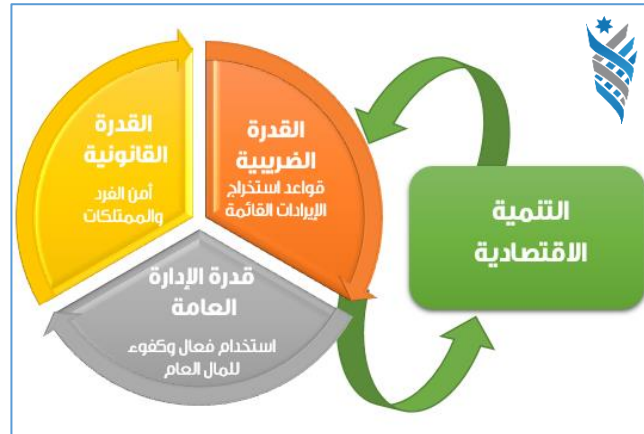 القدرة
الضريبية
قواعد استخراج
الإيرادات القائمة
القدرة
القانونية
أمن الفرد
والممتلكات
قدرة الإدارة
العامة
استخدام فعال وكفوء
للمال العام
التنمية
الاقتصادية